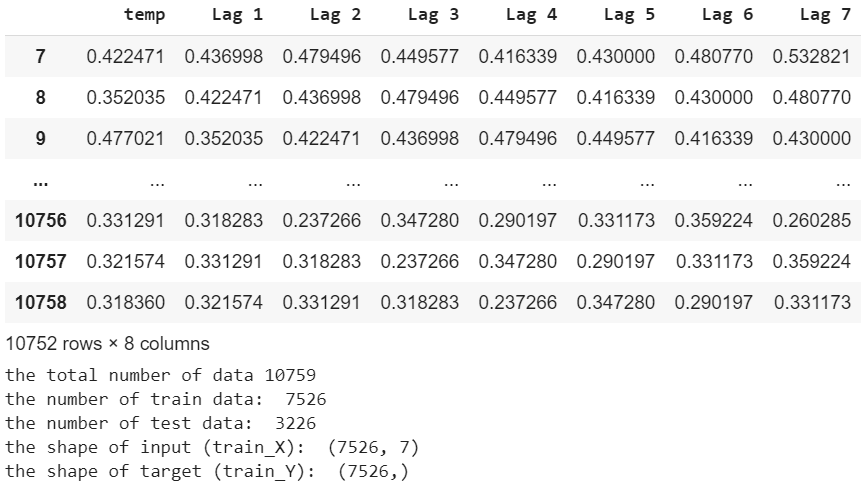 temp Lag 1 Lag 2 Lag 3 Lag 4 Lag 5 Lag 6 Lag 7
7 0.422471 0.436998 0.479496 0.449577 0.416339 0.430000 0.480770 0.532821
8 0.352035 0.422471 0.436998 0.479496 0.449577 0.416339 0.430000 0.480770
9 0.477021 0.352035 0.422471 0.436998 0.479496 0.449577 0.416339 0.430000
... ... ... ... ... ... ... ... ...
10756 0.331291 0.318283 0.237266 0.347280 0.290197 0.331173 0.359224 0.260285
10757 0.321574 0.331291 0.318283 0.237266 0.347280 0.290197 0.331173 0.359224
10758 0.318360 0.321574 0.331291 0.318283 0.237266 0.347280 0.290197 0.331173
10752 rows × 8 columns
the total number of data 10759
the number of train data:  7526
the number of test data:  3226
the shape of input (train_X):  (7526, 7)
the shape of target (train_Y):  (7526,)